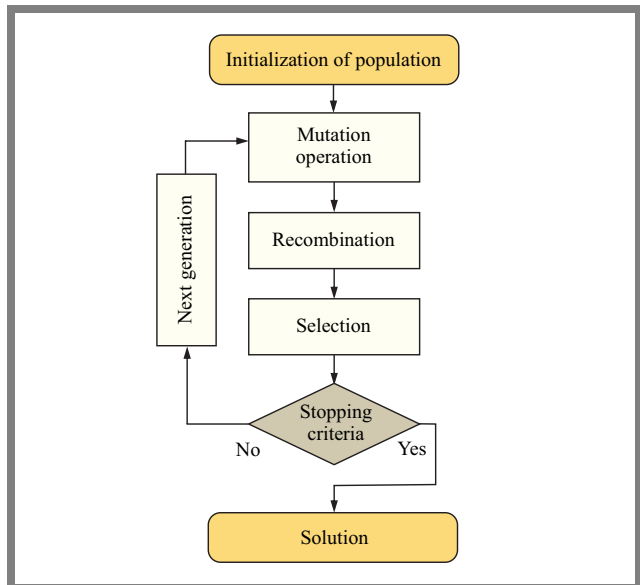 Initialization of population
Mutation
operation
Next generation
Recombination
Selection
Stopping
criteria
No
Yes
Solution